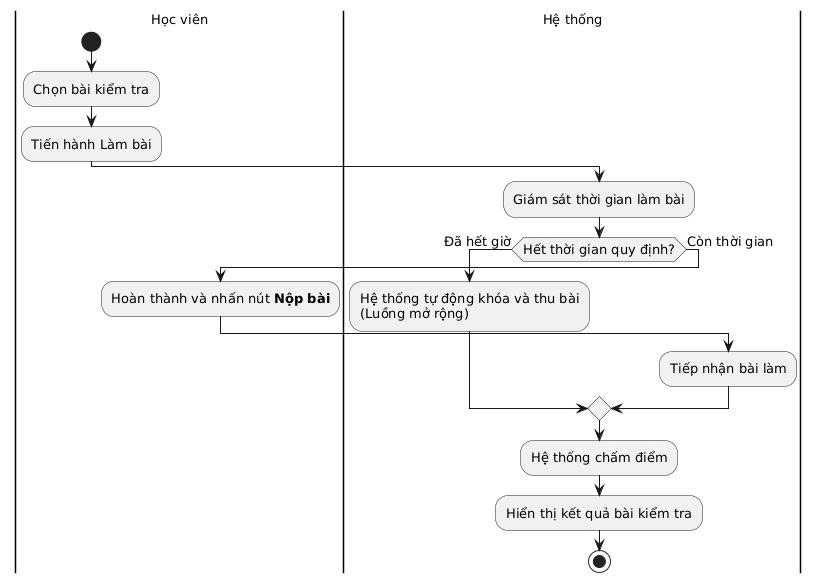 Học viên
Hệ thống
Chọn bài kiểm tra
Tiến hành Làm bài
Giám sát thời gian làm bài
Đã hết giờ
Hết thời gian quy định?
Còn thời gian
Hoàn thành và nhấn nút Nộp bài
Hệ thống tự động khóa và thu bài
(Luồng mở rộng)
Tiếp nhận bài làm
Hệ thống chấm điểm
Hiển thị kết quả bài kiểm tra